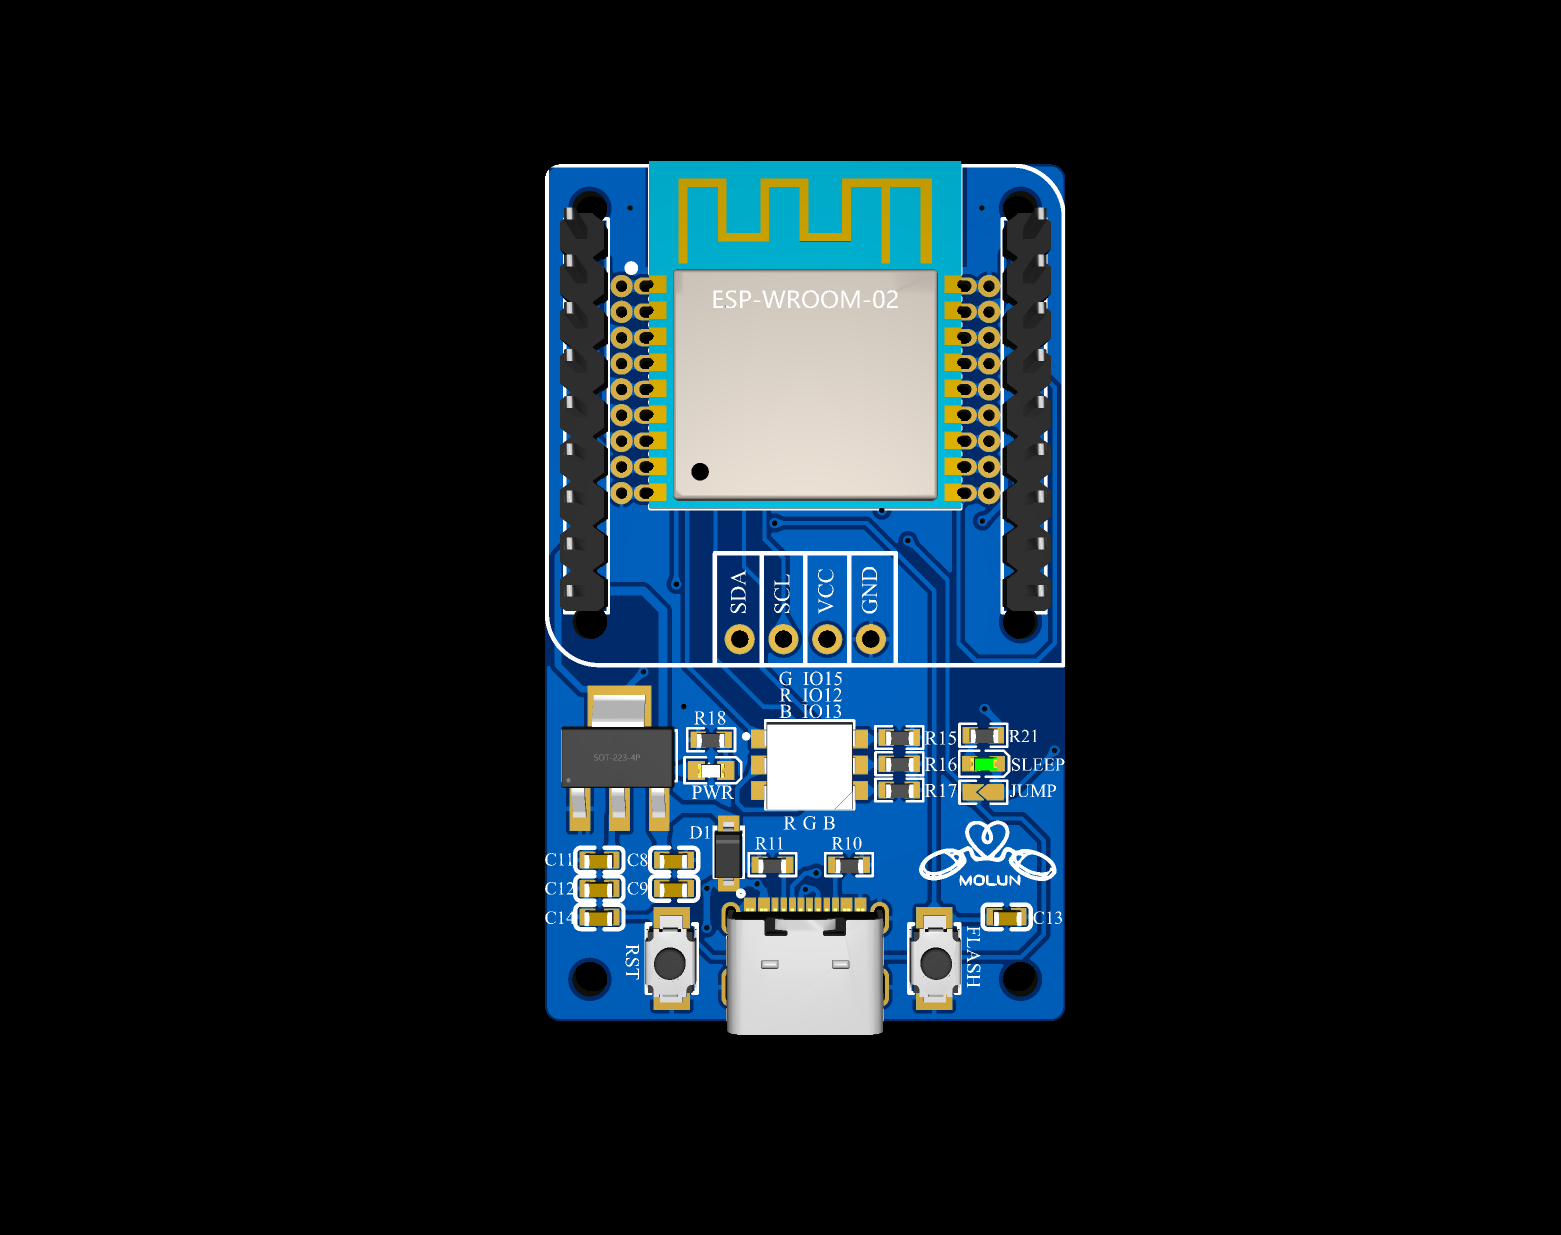 ESP-WROOM-02
SDA
SCL
VCC
GND
G IO15
R IO12
B IO13
R18
R15
R21
SOT-223-4P
R16
SLEEP
PWR
R17
JUMP
R G B
D1
R11
R10
C11
C8
MOLUN
C12
C9
C14
C13
RST
FLASH